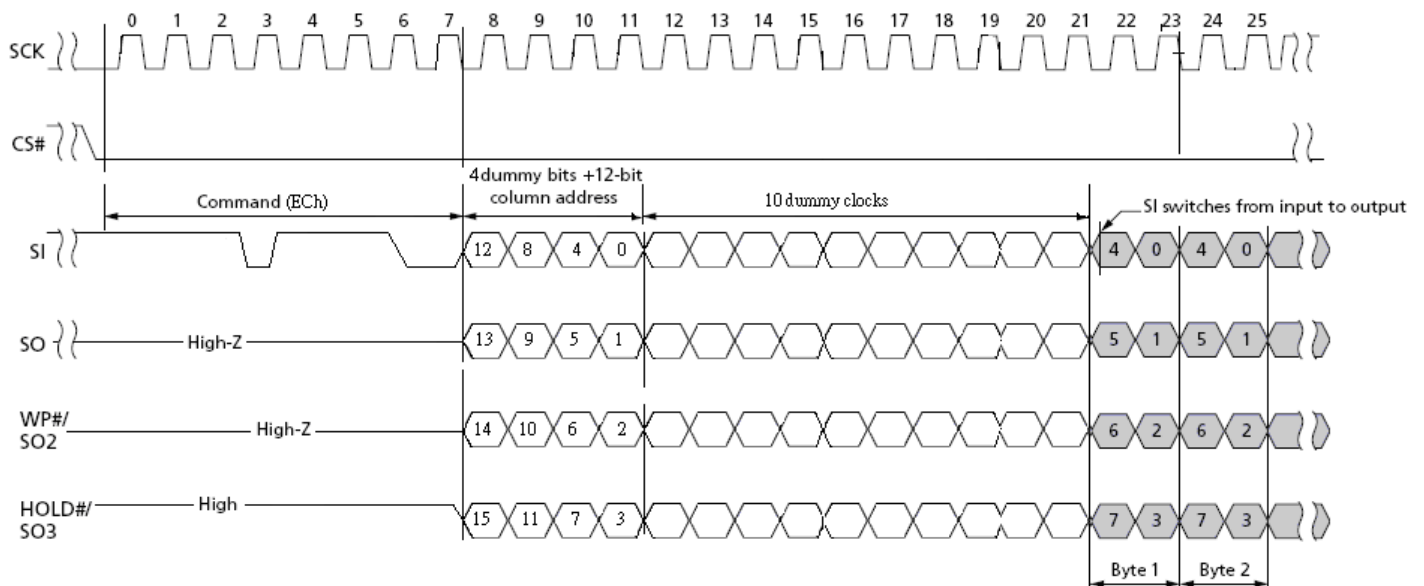 0 1 2 3 4 5 6 7 8 9 10 11 12 13 14 15 16 17 18 19 20 21 22 23 24 25
SCK
CS#
4dummy bits +12-bit
column address
Command (ECh)
10 dummy clocks
SI switches from input to output
SI 12 8 4 0 4 0 4 0
SO High-Z 13 9 5 1 5 1 5 1
WP#/
SO2
High-Z 14 10 6 2 6 2 6 2
HOLD#/
SO3
High 15 11 7 3 7 3 7 3
Byte 1 Byte 2